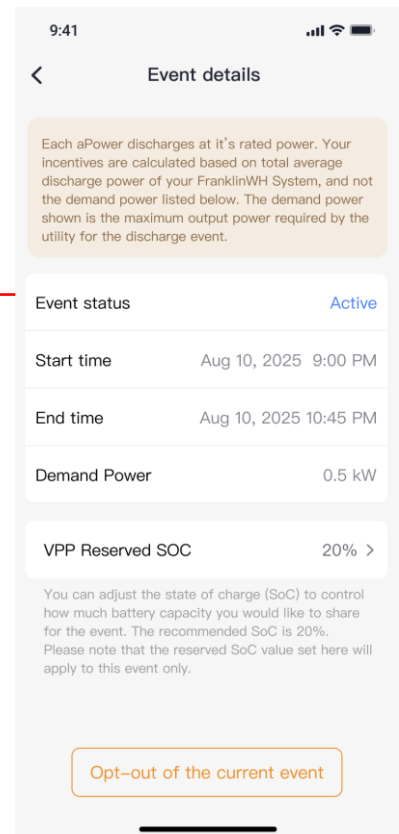 9:41
Event details
Each aPower discharges at it's rated power. Your
incentives are calculated based on total average
discharge power of your FranklinWH System, and not
the demand power listed below. The demand power
shown is the maximum output power required by the
utility for the discharge event.
Event status Active
Start time Aug 10, 2025 9:00 PM
End time Aug 10, 2025 10:45 PM
Demand Power 0.5 kW
VPP Reserved SOC 20% >
You can adjust the state of charge (SoC) to control
how much battery capacity you would like to share
for the event. The recommended SoC is 20%.
Please note that the reserved SoC value set here will
apply to this event only.
Opt-out of the current event